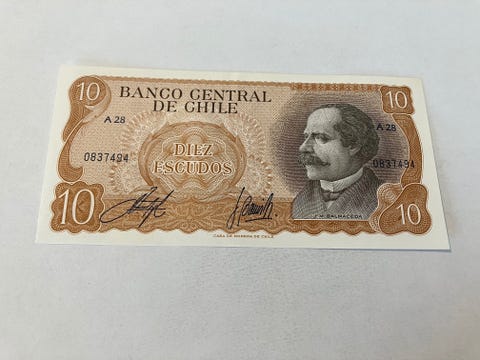 10
BANCO CENTRAL
DE CHILE
10
A 28
A 28
DIEZ
ESCUDOS
0837494
0837494
10
10
J. M. BALMACEDA
CASA DE MONEDA DE CHILE